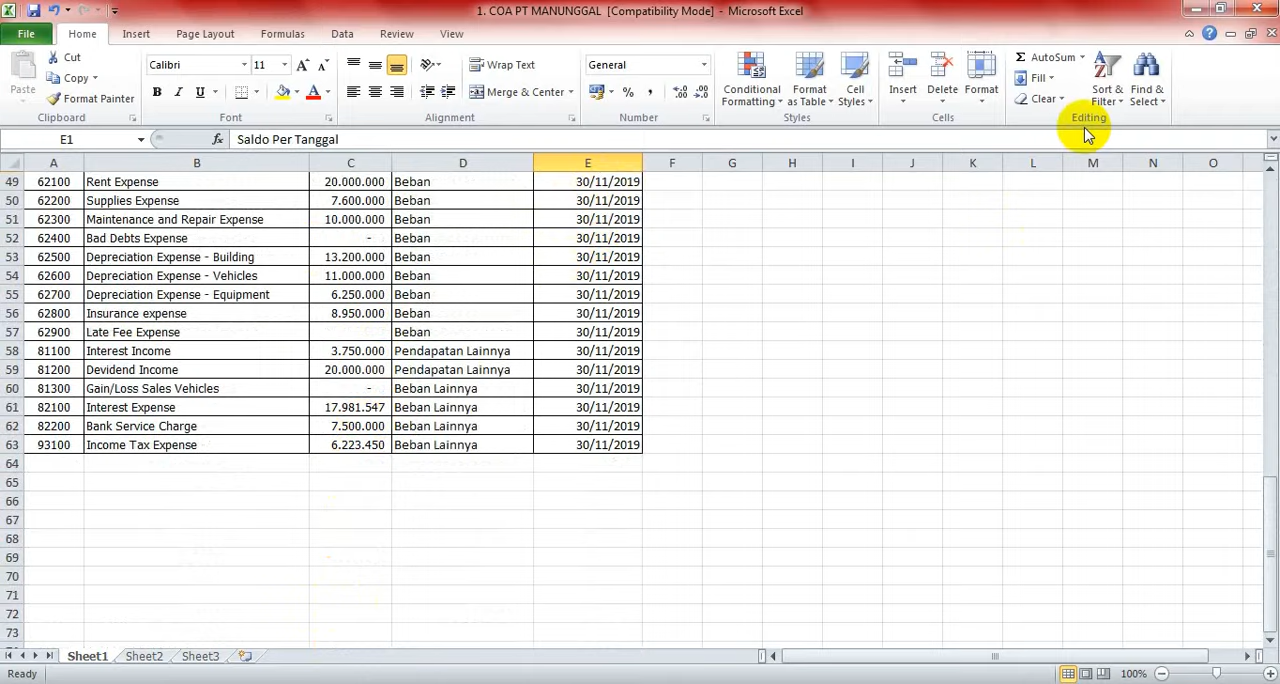 1. COA PT MANUNGGAL [Compatibility Mode] - Microsoft Excel
File Home Insert Page Layout Formulas Data Review View
Paste
Cut
Copy
Format Painter
Clipboard
Calibri 11
B I U
Font
Wrap Text
Merge & Center
Alignment
General
% ,
Number
Conditional Formatting
Format as Table
Cell Styles
Styles
Insert Delete Format
Cells
Σ AutoSum
Fill
Clear
Sort & Filter
Find & Select
Editing
E1 fx Saldo Per Tanggal
A B C D E F G H I J K L M N O
49 62100 Rent Expense 20.000.000 Beban 30/11/2019
50 62200 Supplies Expense 7.600.000 Beban 30/11/2019
51 62300 Maintenance and Repair Expense 10.000.000 Beban 30/11/2019
52 62400 Bad Debts Expense - Beban 30/11/2019
53 62500 Depreciation Expense - Building 13.200.000 Beban 30/11/2019
54 62600 Depreciation Expense - Vehicles 11.000.000 Beban 30/11/2019
55 62700 Depreciation Expense - Equipment 6.250.000 Beban 30/11/2019
56 62800 Insurance expense 8.950.000 Beban 30/11/2019
57 62900 Late Fee Expense Beban 30/11/2019
58 81100 Interest Income 3.750.000 Pendapatan Lainnya 30/11/2019
59 81200 Devidend Income 20.000.000 Pendapatan Lainnya 30/11/2019
60 81300 Gain/Loss Sales Vehicles - Beban Lainnya 30/11/2019
61 82100 Interest Expense 17.981.547 Beban Lainnya 30/11/2019
62 82200 Bank Service Charge 7.500.000 Beban Lainnya 30/11/2019
63 93100 Income Tax Expense 6.223.450 Beban Lainnya 30/11/2019
64
65
66
67
68
69
70
71
72
73
Sheet1 Sheet2 Sheet3
Ready 100%